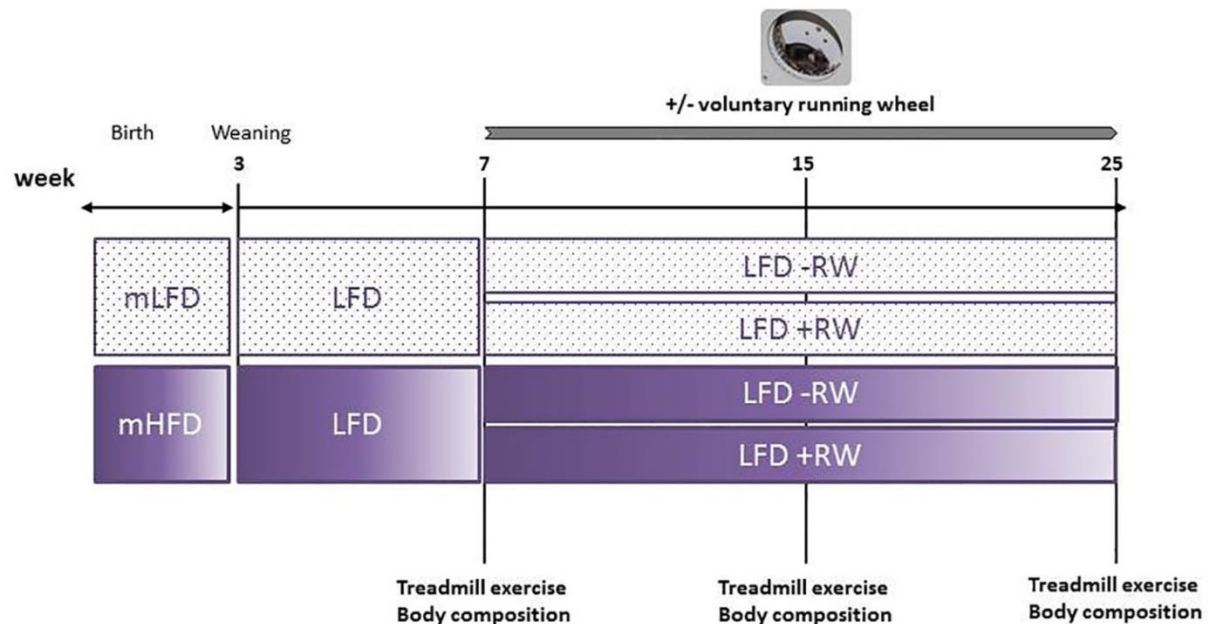 +/- voluntary running wheel
Birth
Weaning
week
3
7
15
25
mLFD
LFD
LFD -RW
LFD +RW
mHFD
LFD
LFD -RW
LFD +RW
Treadmill exercise
Body composition
Treadmill exercise
Body composition
Treadmill exercise
Body composition